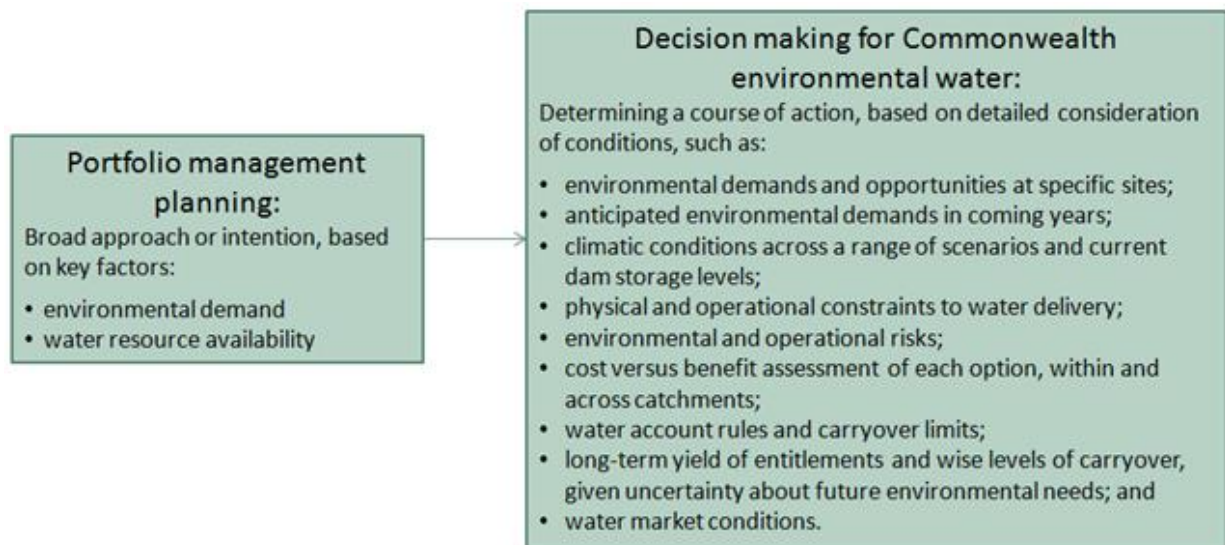 Portfolio management
planning:
Broad approach or intention, based
on key factors:
• environmental demand
• water resource availability
Decision making for Commonwealth
environmental water:
Determining a course of action, based on detailed consideration
of conditions, such as:
• environmental demands and opportunities at specific sites;
• anticipated environmental demands in coming years;
• climatic conditions across a range of scenarios and current
dam storage levels;
• physical and operational constraints to water delivery;
• environmental and operational risks;
• cost versus benefit assessment of each option, within and
across catchments;
• water account rules and carryover limits;
• long-term yield of entitlements and wise levels of carryover,
given uncertainty about future environmental needs; and
• water market conditions.